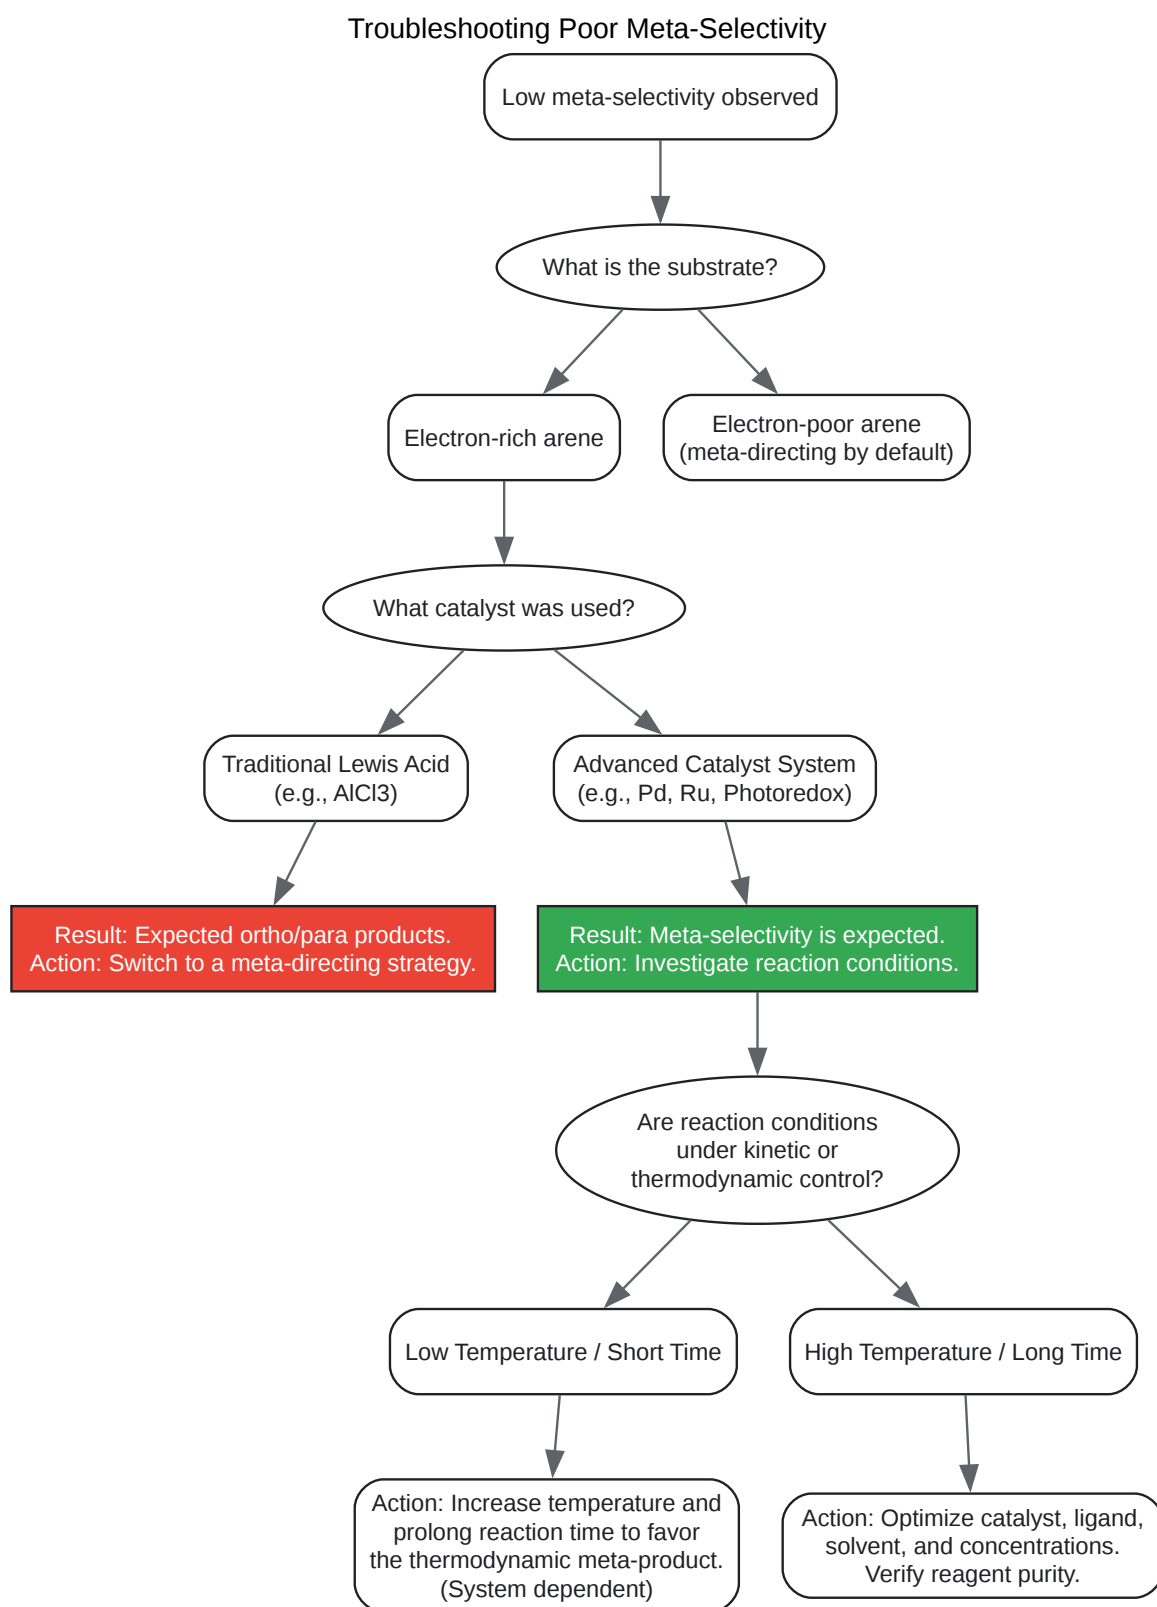 Troubleshooting Poor Meta-Selectivity
Low meta-selectivity observed
What is the substrate?
Electron-rich arene
Electron-poor arene
(meta-directing by default)
What catalyst was used?
Traditional Lewis Acid
(e.g., AlCl3)
Advanced Catalyst System
(e.g., Pd, Ru, Photoredox)
Result: Expected ortho/para products.
Action: Switch to a meta-directing strategy.
Result: Meta-selectivity is expected.
Action: Investigate reaction conditions.
Are reaction conditions
under kinetic or
thermodynamic control?
Low Temperature / Short Time
High Temperature / Long Time
Action: Increase temperature and
prolong reaction time to favor
the thermodynamic meta-product.
(System dependent)
Action: Optimize catalyst, ligand,
solvent, and concentrations.
Verify reagent purity.